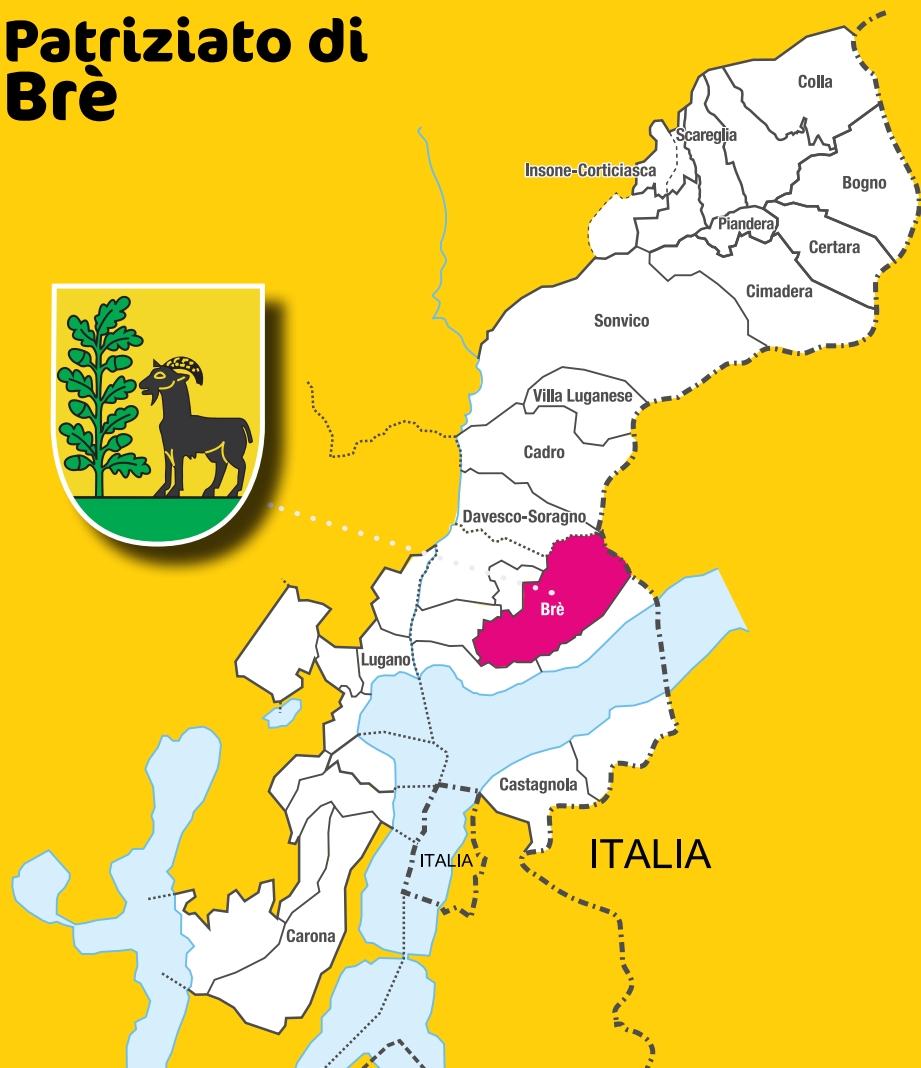 Patriziato di
Brè
Colla
Scareglia
Insone-Corticiasca
Bogno
Piandera
Certara
Cimadera
Sonvico
Villa Luganese
Cadro
Davesco-Soragno
Brè
Lugano
Castagnola
ITALIA
ITALIA
Carona